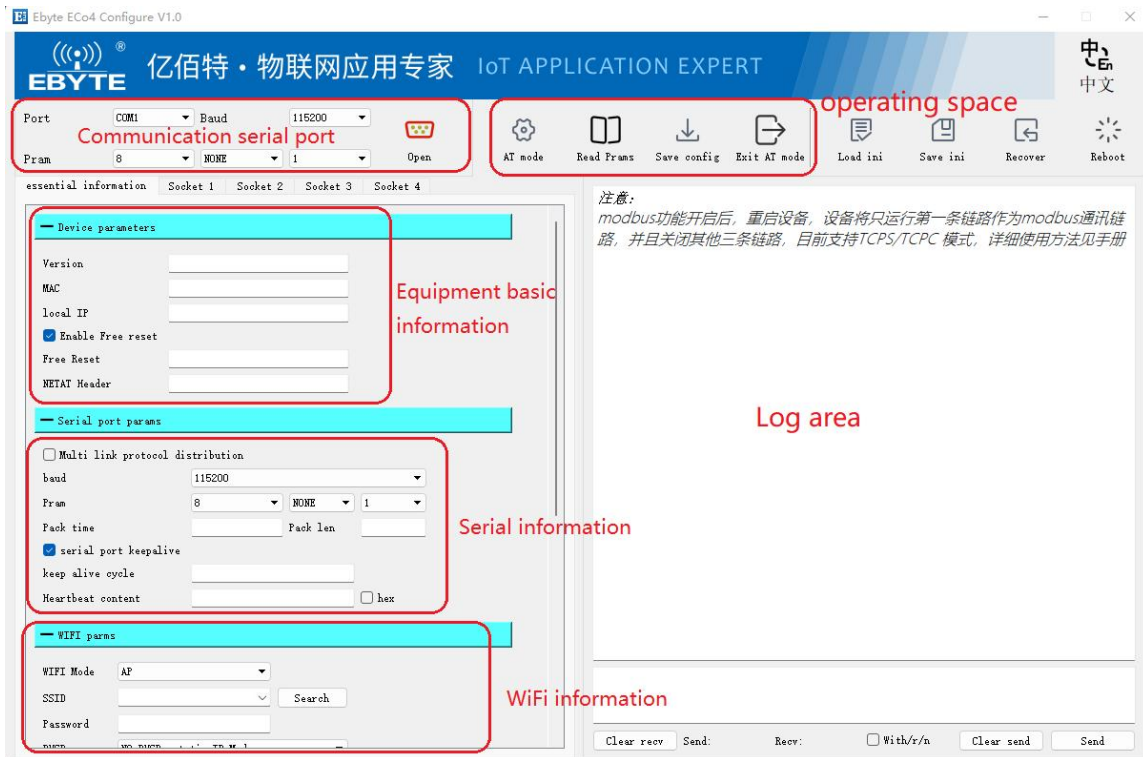 Ebyte ECo4 Configure V1.0
((•)) ®
EBYTE 亿佰特·物联网应用专家 IoT APPLICATION EXPERT
中 En
中文
operating space
Port COM1 Baud 115200
Communication serial port
Pram 8 NONE 1 Open
AT mode Read Prams Save config Exit AT mode Load ini Save ini Recover Reboot
essential information Socket 1 Socket 2 Socket 3 Socket 4
Device parameters
Version
MAC
local IP
Enable Free reset
Free Reset
NETAT Header
Equipment basic
information
Serial port params
Multi link protocol distribution
baud 115200
Pram 8 NONE 1
Pack time Pack len
serial port keepalive
keep alive cycle
Heartbeat content hex
Serial information
WIFI parms
WIFI Mode AP
SSID Search
Password
WiFi information
注意:
modbus功能开启后，重启设备，设备将只运行第一条链路作为modbus通讯链
路，并且关闭其他三条链路，目前支持TCPS/TCPC 模式，详细使用方法见手册
Log area
Clear recv Send: Recv: With/r/n Clear send Send